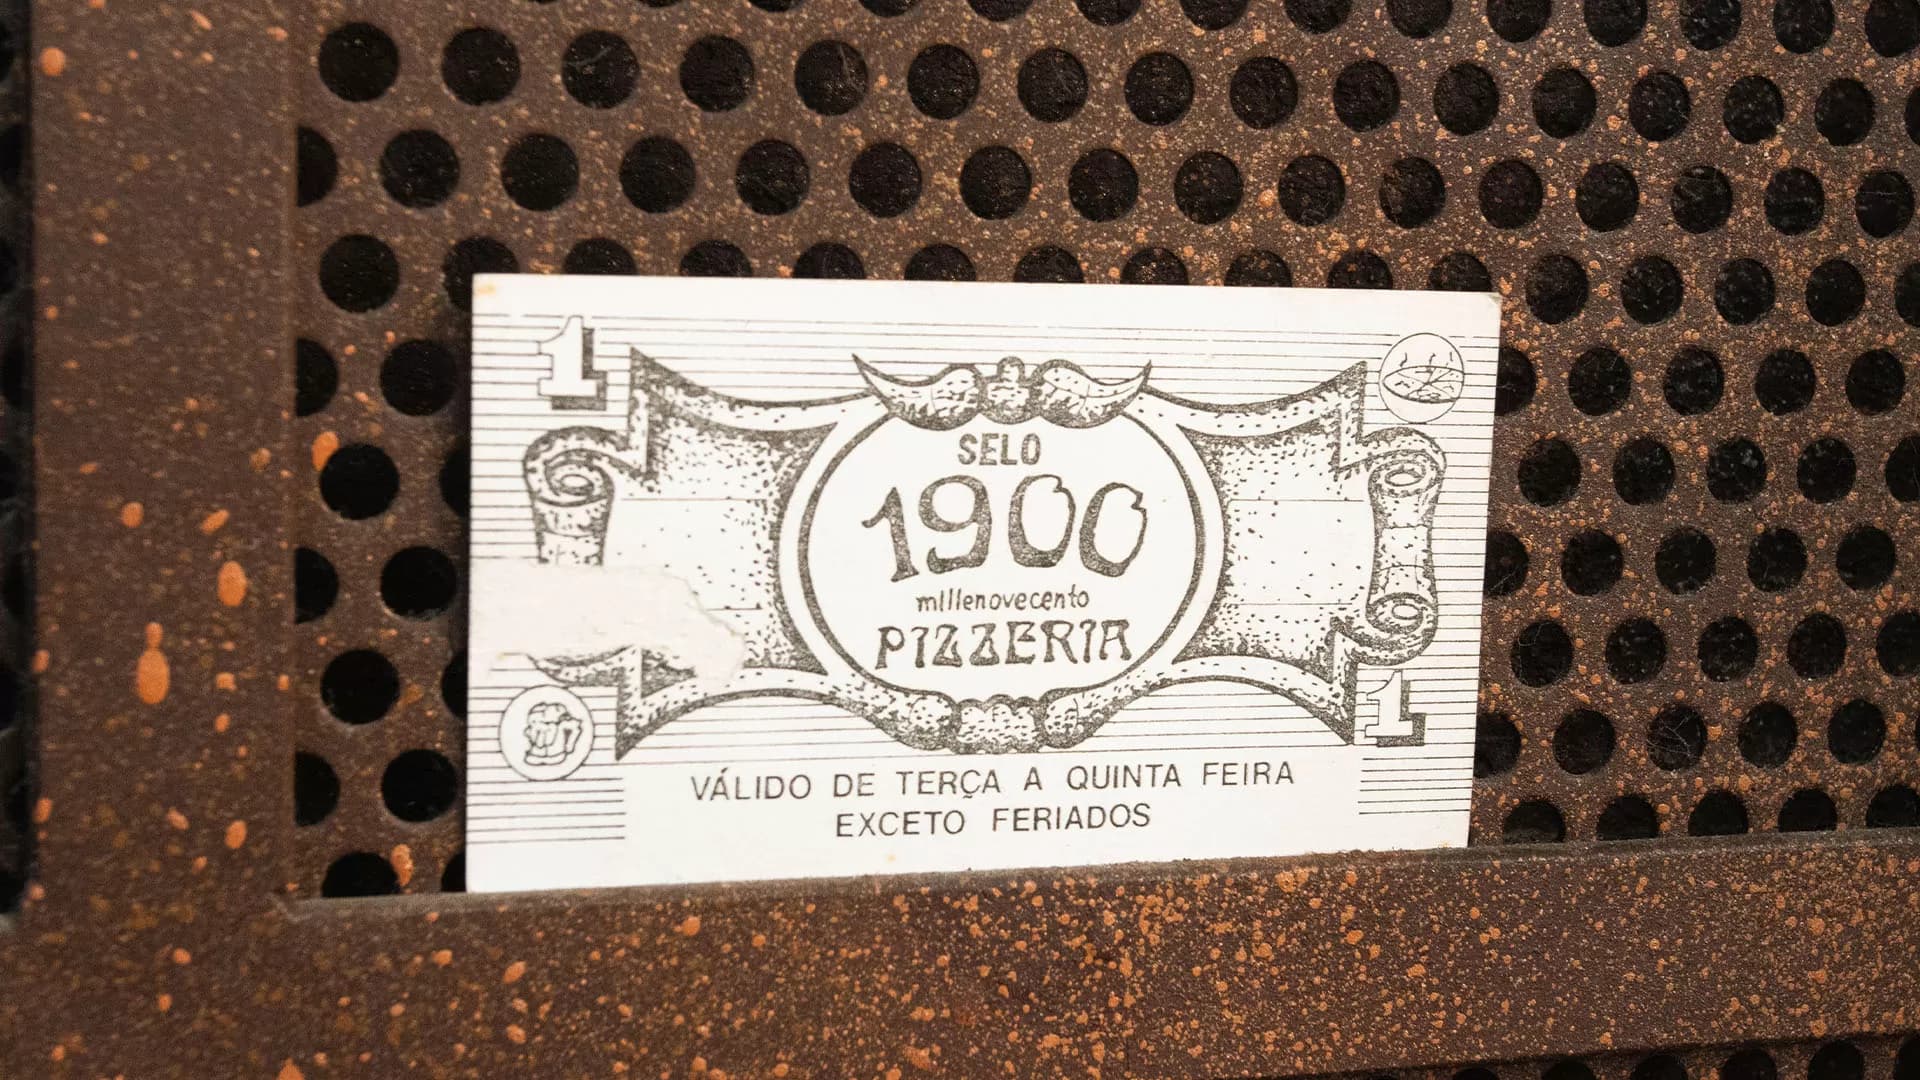 1
SELO
1900
millenovecento
PIZZERIA
1
VÁLIDO DE TERÇA A QUINTA FEIRA
EXCETO FERIADOS